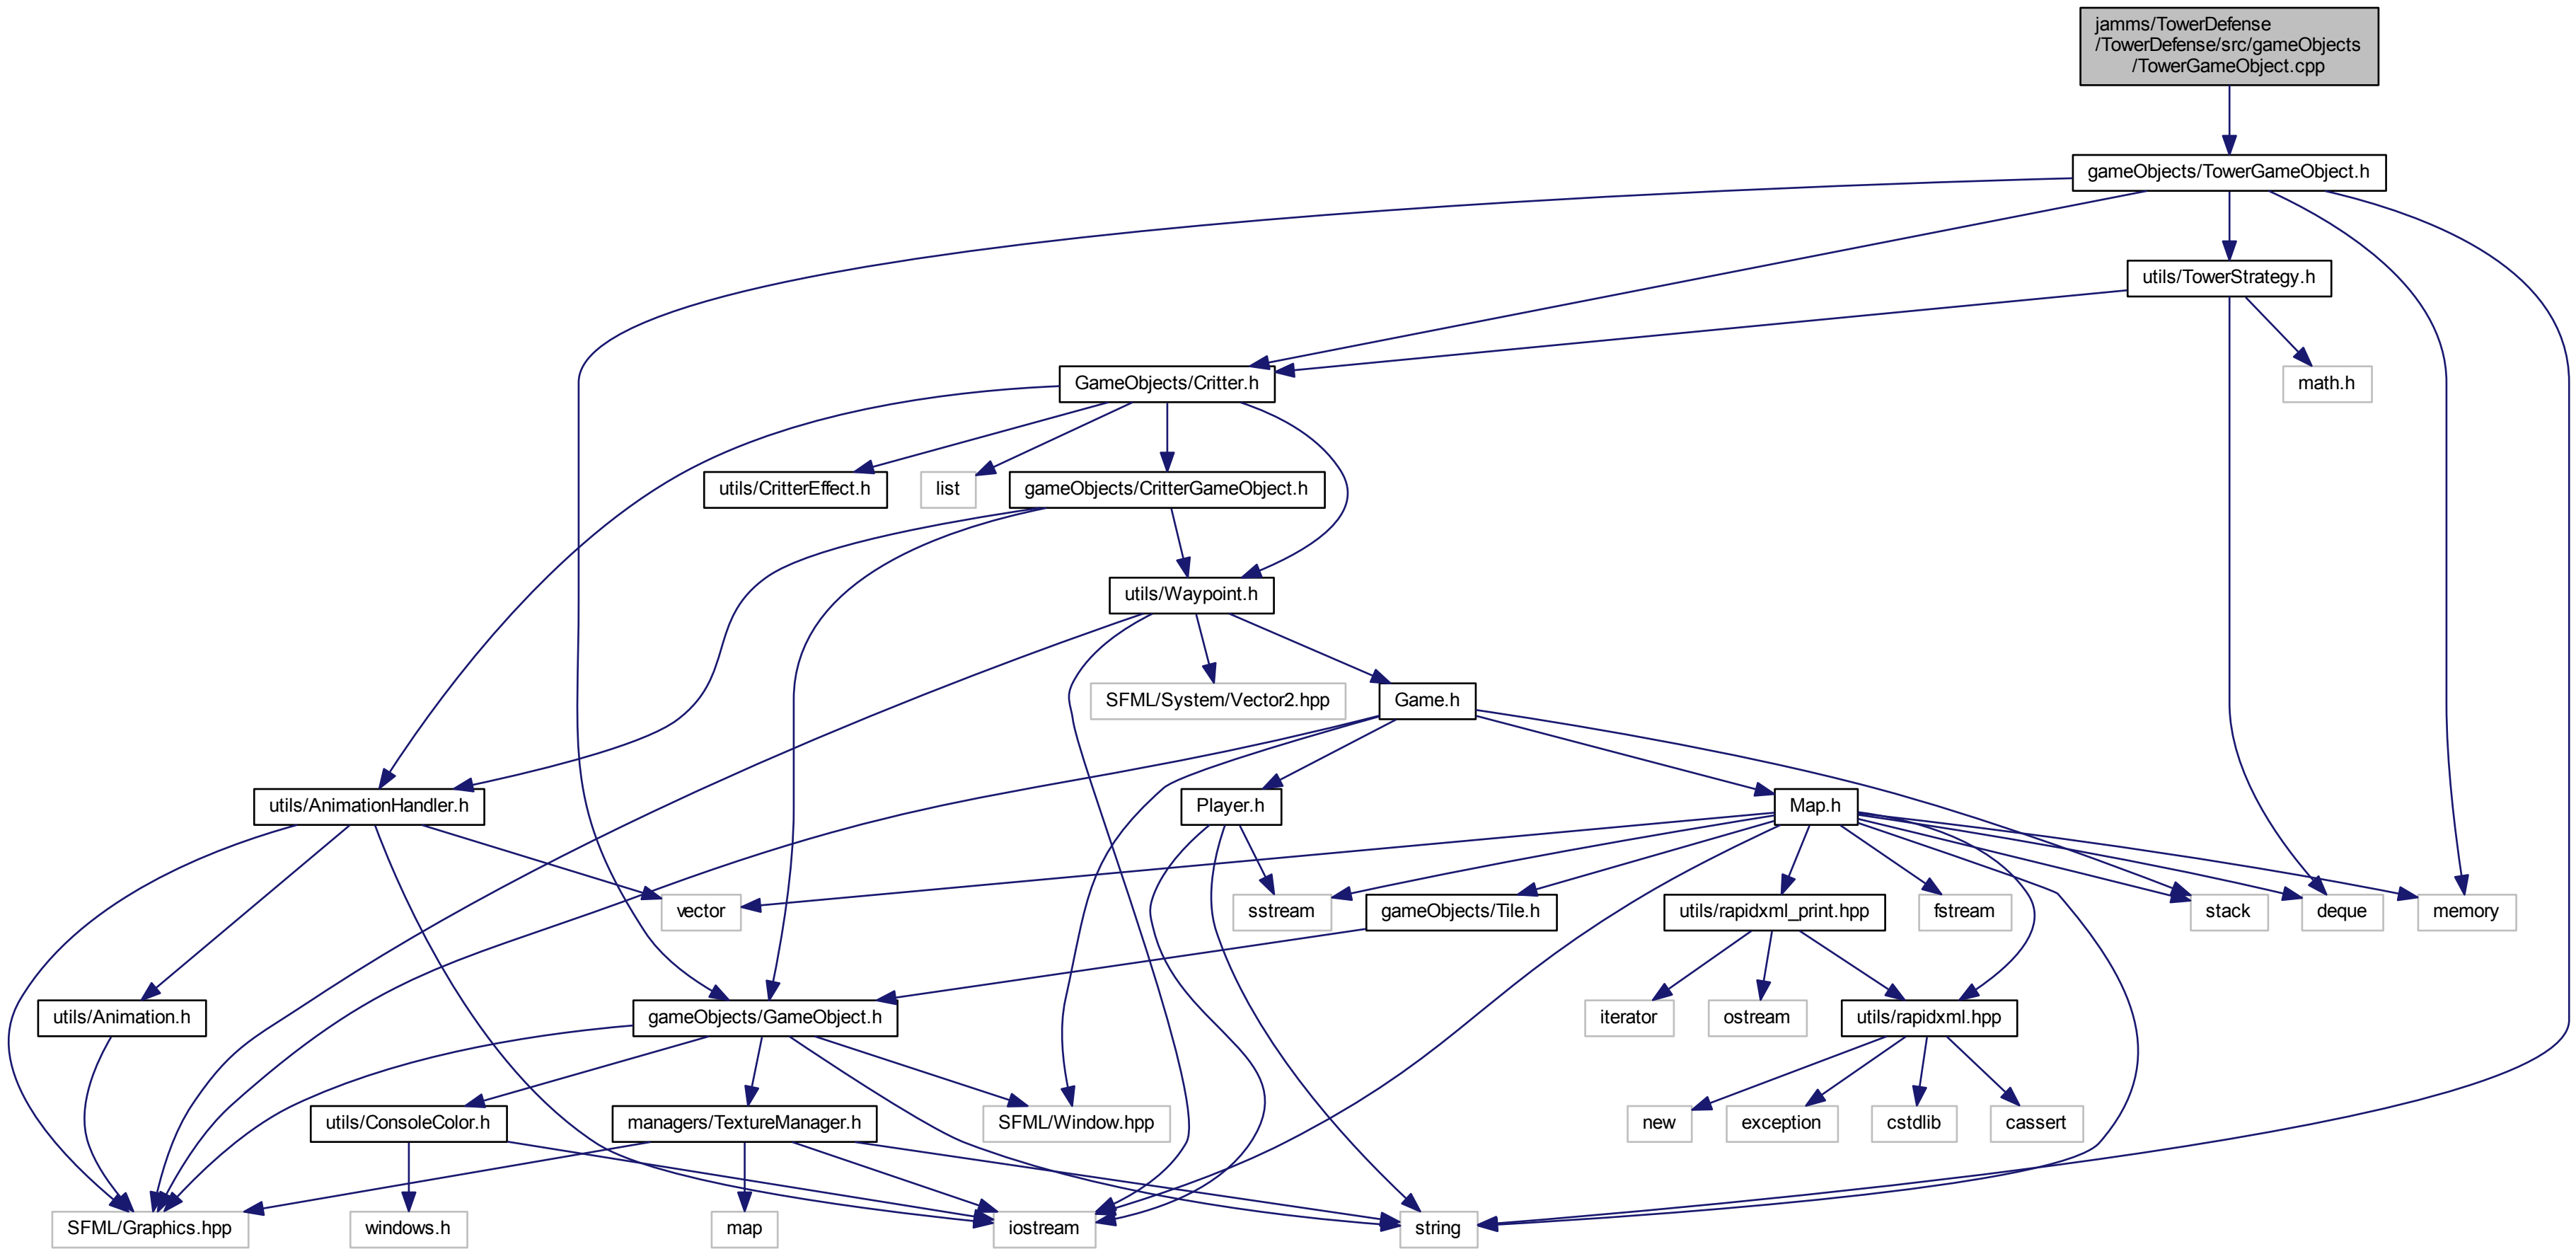 jamms/TowerDefense
/TowerDefense/src/gameObjects
/TowerGameObject.cpp
gameObjects/TowerGameObject.h
utils/TowerStrategy.h
GameObjects/Critter.h
math.h
utils/CritterEffect.h
list
gameObjects/CritterGameObject.h
utils/Waypoint.h
SFML/System/Vector2.hpp
Game.h
utils/AnimationHandler.h
Player.h
Map.h
vector
sstream
gameObjects/Tile.h
utils/rapidxml_print.hpp
fstream
stack
deque
memory
utils/Animation.h
gameObjects/GameObject.h
iterator
ostream
utils/rapidxml.hpp
utils/ConsoleColor.h
managers/TextureManager.h
SFML/Window.hpp
new
exception
cstdlib
cassert
SFML/Graphics.hpp
windows.h
map
iostream
string